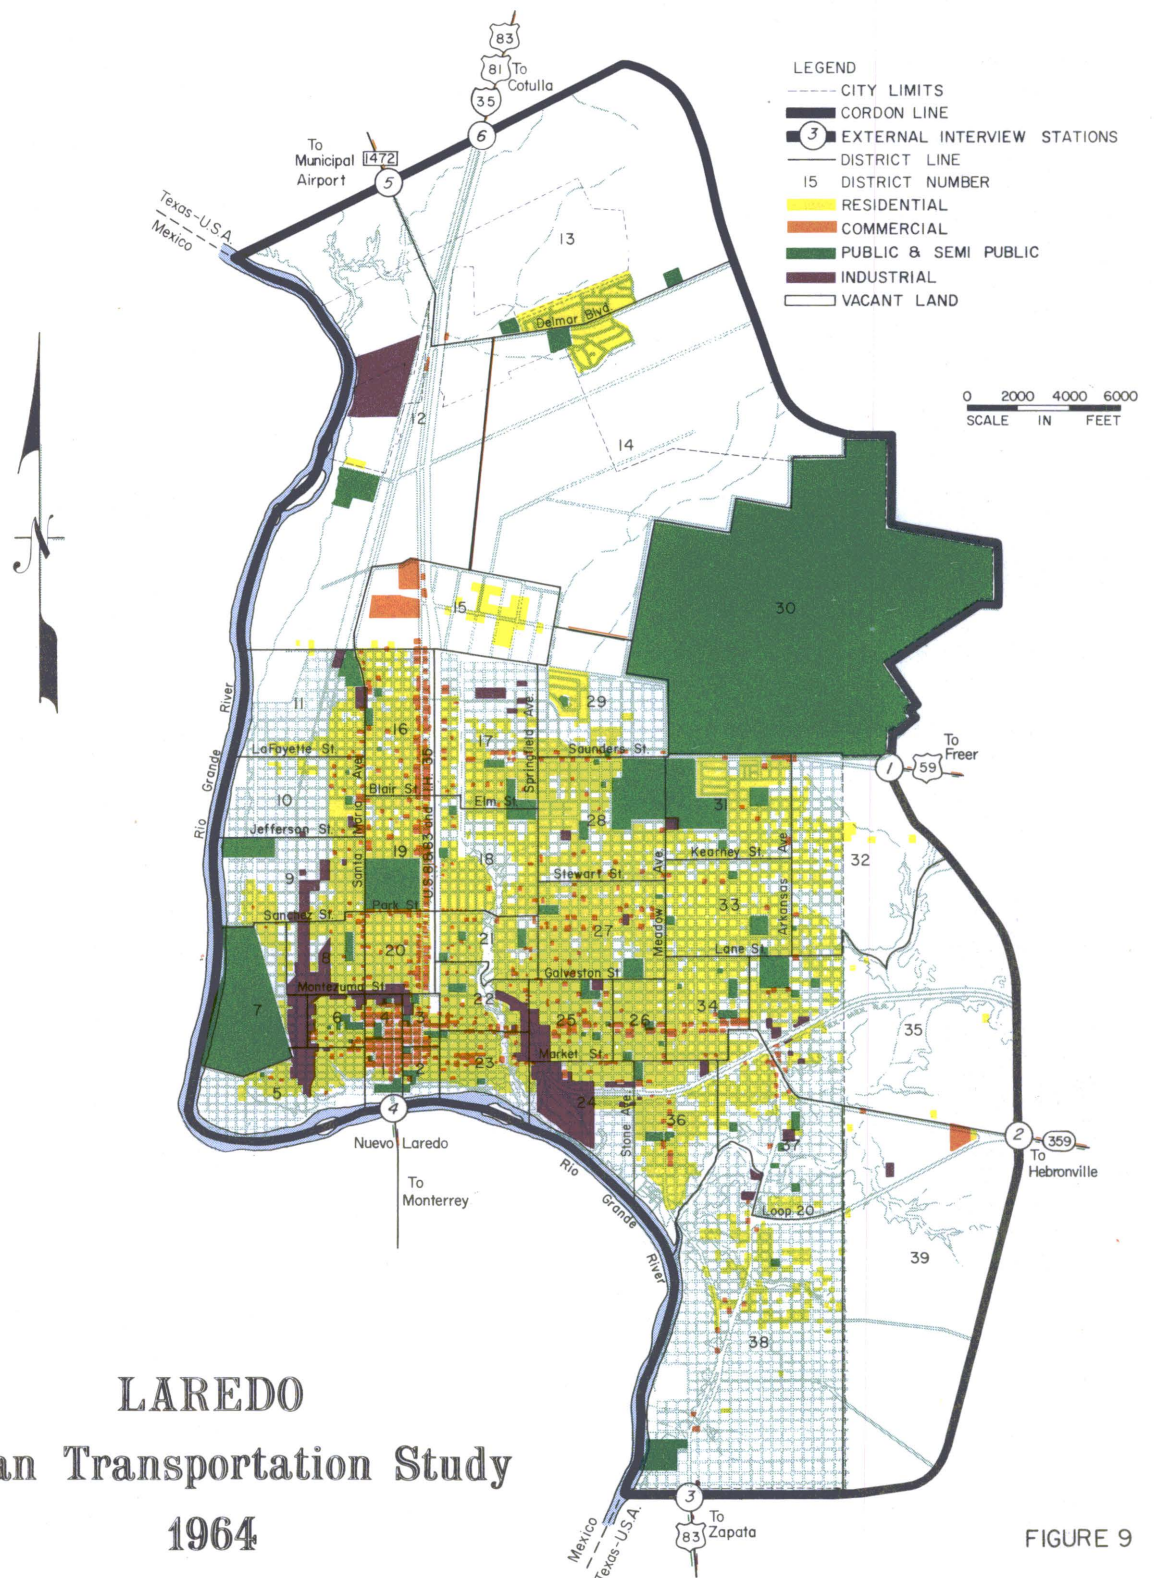 83
81
To
Cotulla
35
6
To
Municipal
Airport
1472
5
Texas-U.S.A.
Mexico
LEGEND
CITY LIMITS
CORDON LINE
3 EXTERNAL INTERVIEW STATIONS
DISTRICT LINE
15 DISTRICT NUMBER
RESIDENTIAL
COMMERCIAL
PUBLIC & SEMI PUBLIC
INDUSTRIAL
VACANT LAND
0 2000 4000 6000
SCALE IN FEET
N
13
Delmar Blvd.
12
14
15
30
11
16
17
29
Springfield Ave.
LaFayette St.
Saunders St.
Rio Grande River
Santa Maria Ave.
U.S 81 & 83 and I.H. 35
To
Freer
1
59
10
Blair St.
Elm St.
28
31
Jefferson St.
19
18
Kearney St.
32
9
Stewart St.
Meadow Ave.
Arkansas Ave.
Park St.
Sanchez St.
33
27
21
20
Lane St.
8
Galveston St.
Montezuma St.
7
6
4
3
22
25
26
34
35
1
2
23
Market St.
5
24
Stone Ave.
36
37
4
Nuevo Laredo
To
Monterrey
Rio Grande River
2
359
To
Hebronville
Loop 20
39
38
LAREDO
an Transportation Study
1964
3
To
Zapata
83
Mexico
Texas-U.S.A.
FIGURE 9